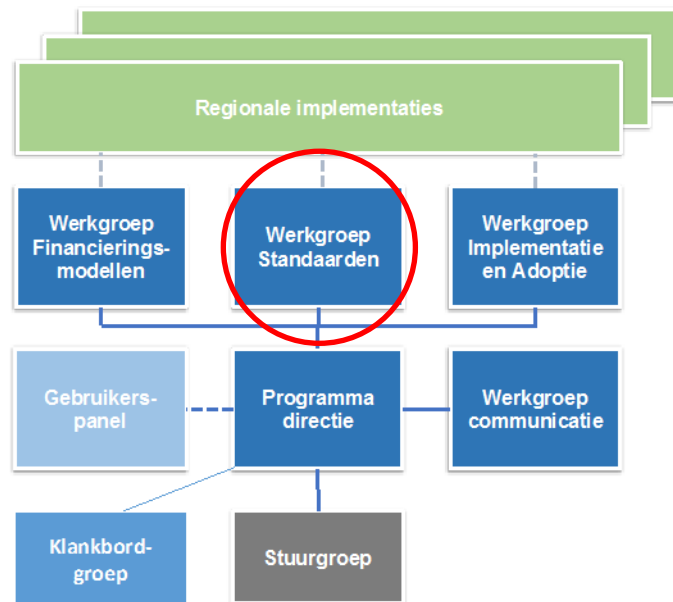 Regionale implementaties
Werkgroep
Financierings-
modellen
Werkgroep
Standaarden
Werkgroep
Implementatie
en Adoptie
Gebruikers-
panel
Programma
directie
Werkgroep
communicatie
Klankbord-
groep
Stuurgroep